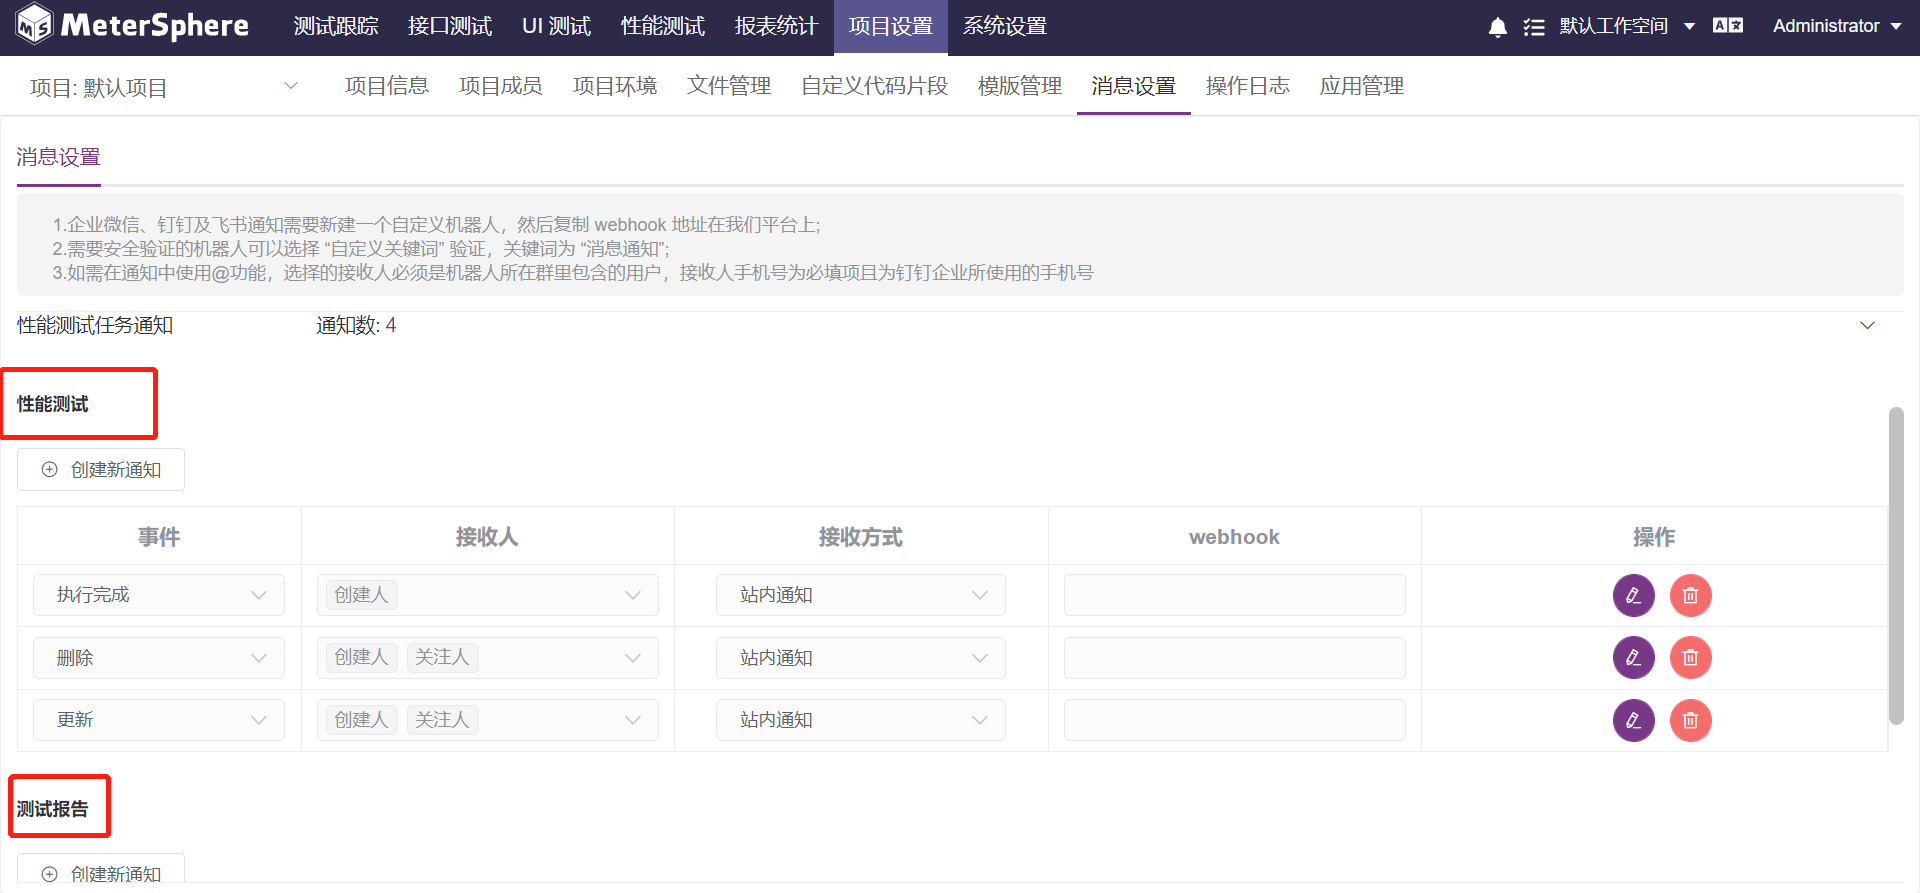 MeterSphere 测试跟踪 接口测试 UI 测试 性能测试 报表统计 项目设置 系统设置 默认工作空间 Administrator
项目: 默认项目 项目信息 项目成员 项目环境 文件管理 自定义代码片段 模版管理 消息设置 操作日志 应用管理
消息设置
1.企业微信、钉钉及飞书通知需要新建一个自定义机器人，然后复制 webhook 地址在我们平台上;
2.需要安全验证的机器人可以选择 “自定义关键词” 验证，关键词为 “消息通知”;
3.如需在通知中使用@功能，选择的接收人必须是机器人所在群里包含的用户，接收人手机号为必填项目为钉钉企业所使用的手机号
性能测试任务通知 通知数: 4
性能测试
创建新通知
事件 接收人 接收方式 webhook 操作
执行完成 创建人 站内通知
删除 创建人 关注人 站内通知
更新 创建人 关注人 站内通知
测试报告
创建新通知